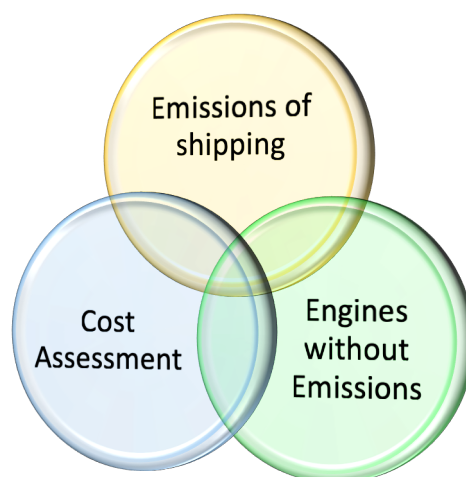 Emissions of
shipping
Cost
Assessment
Engines
without
Emissions